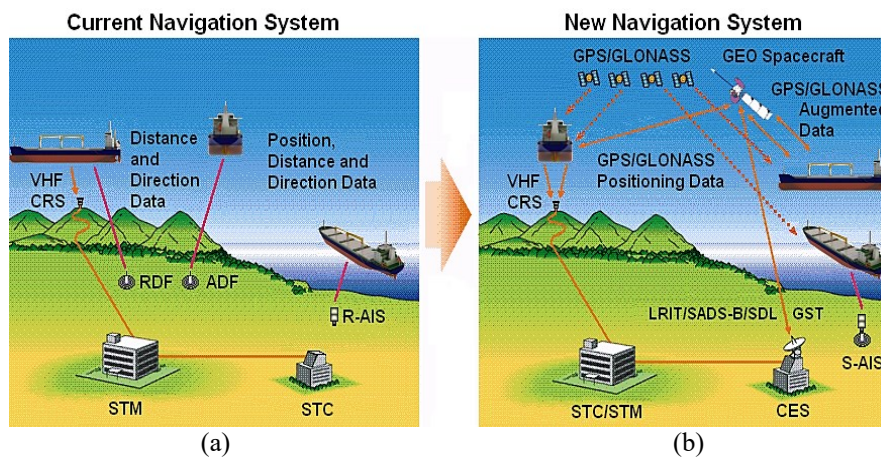 Current Navigation System
Distance
and
Direction
Data
Position,
Distance and
Direction Data
VHF
CRS
RDF
ADF
R-AIS
STM
STC
(a)
New Navigation System
GPS/GLONASS
GEO Spacecraft
GPS/GLONASS
Augmented
Data
GPS/GLONASS
Positioning Data
VHF
CRS
LRIT/SADS-B/SDL
GST
S-AIS
STC/STM
CES
(b)